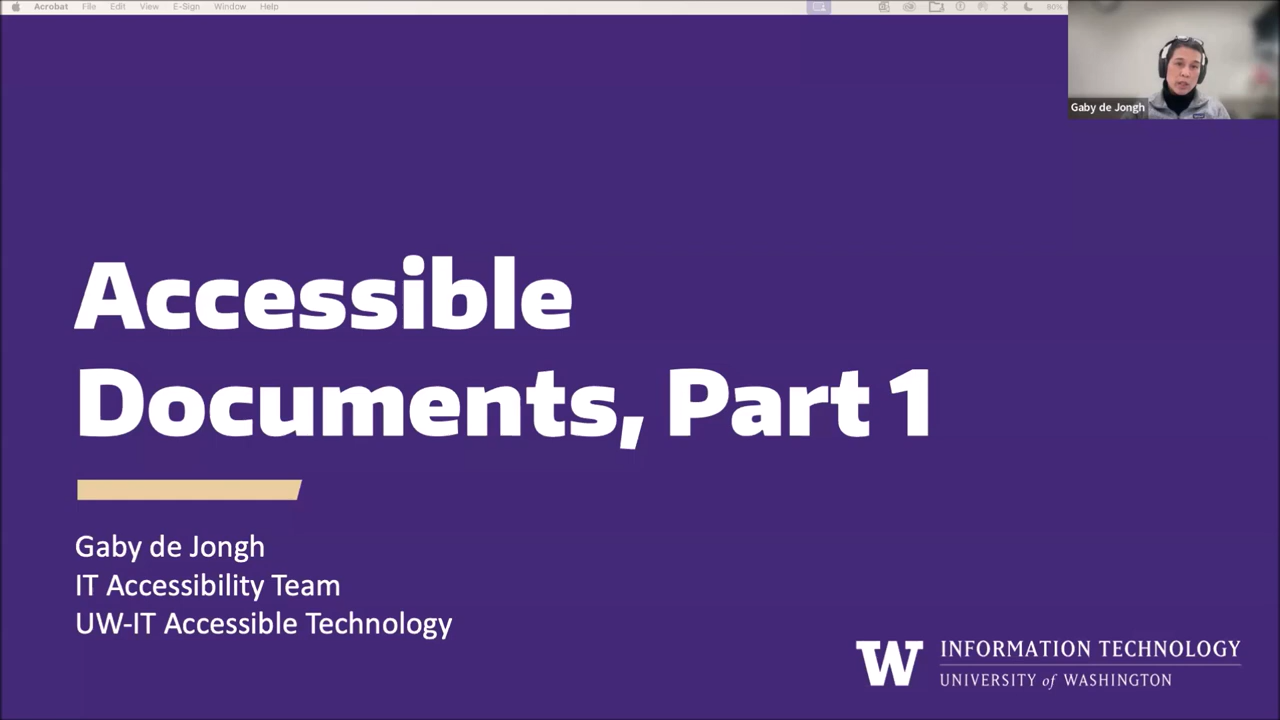 Acrobat File Edit View E-Sign Window Help 80%
Gaby de Jongh
Accessible
Documents, Part 1
Gaby de Jongh
IT Accessibility Team
UW-IT Accessible Technology
W INFORMATION TECHNOLOGY
UNIVERSITY of WASHINGTON